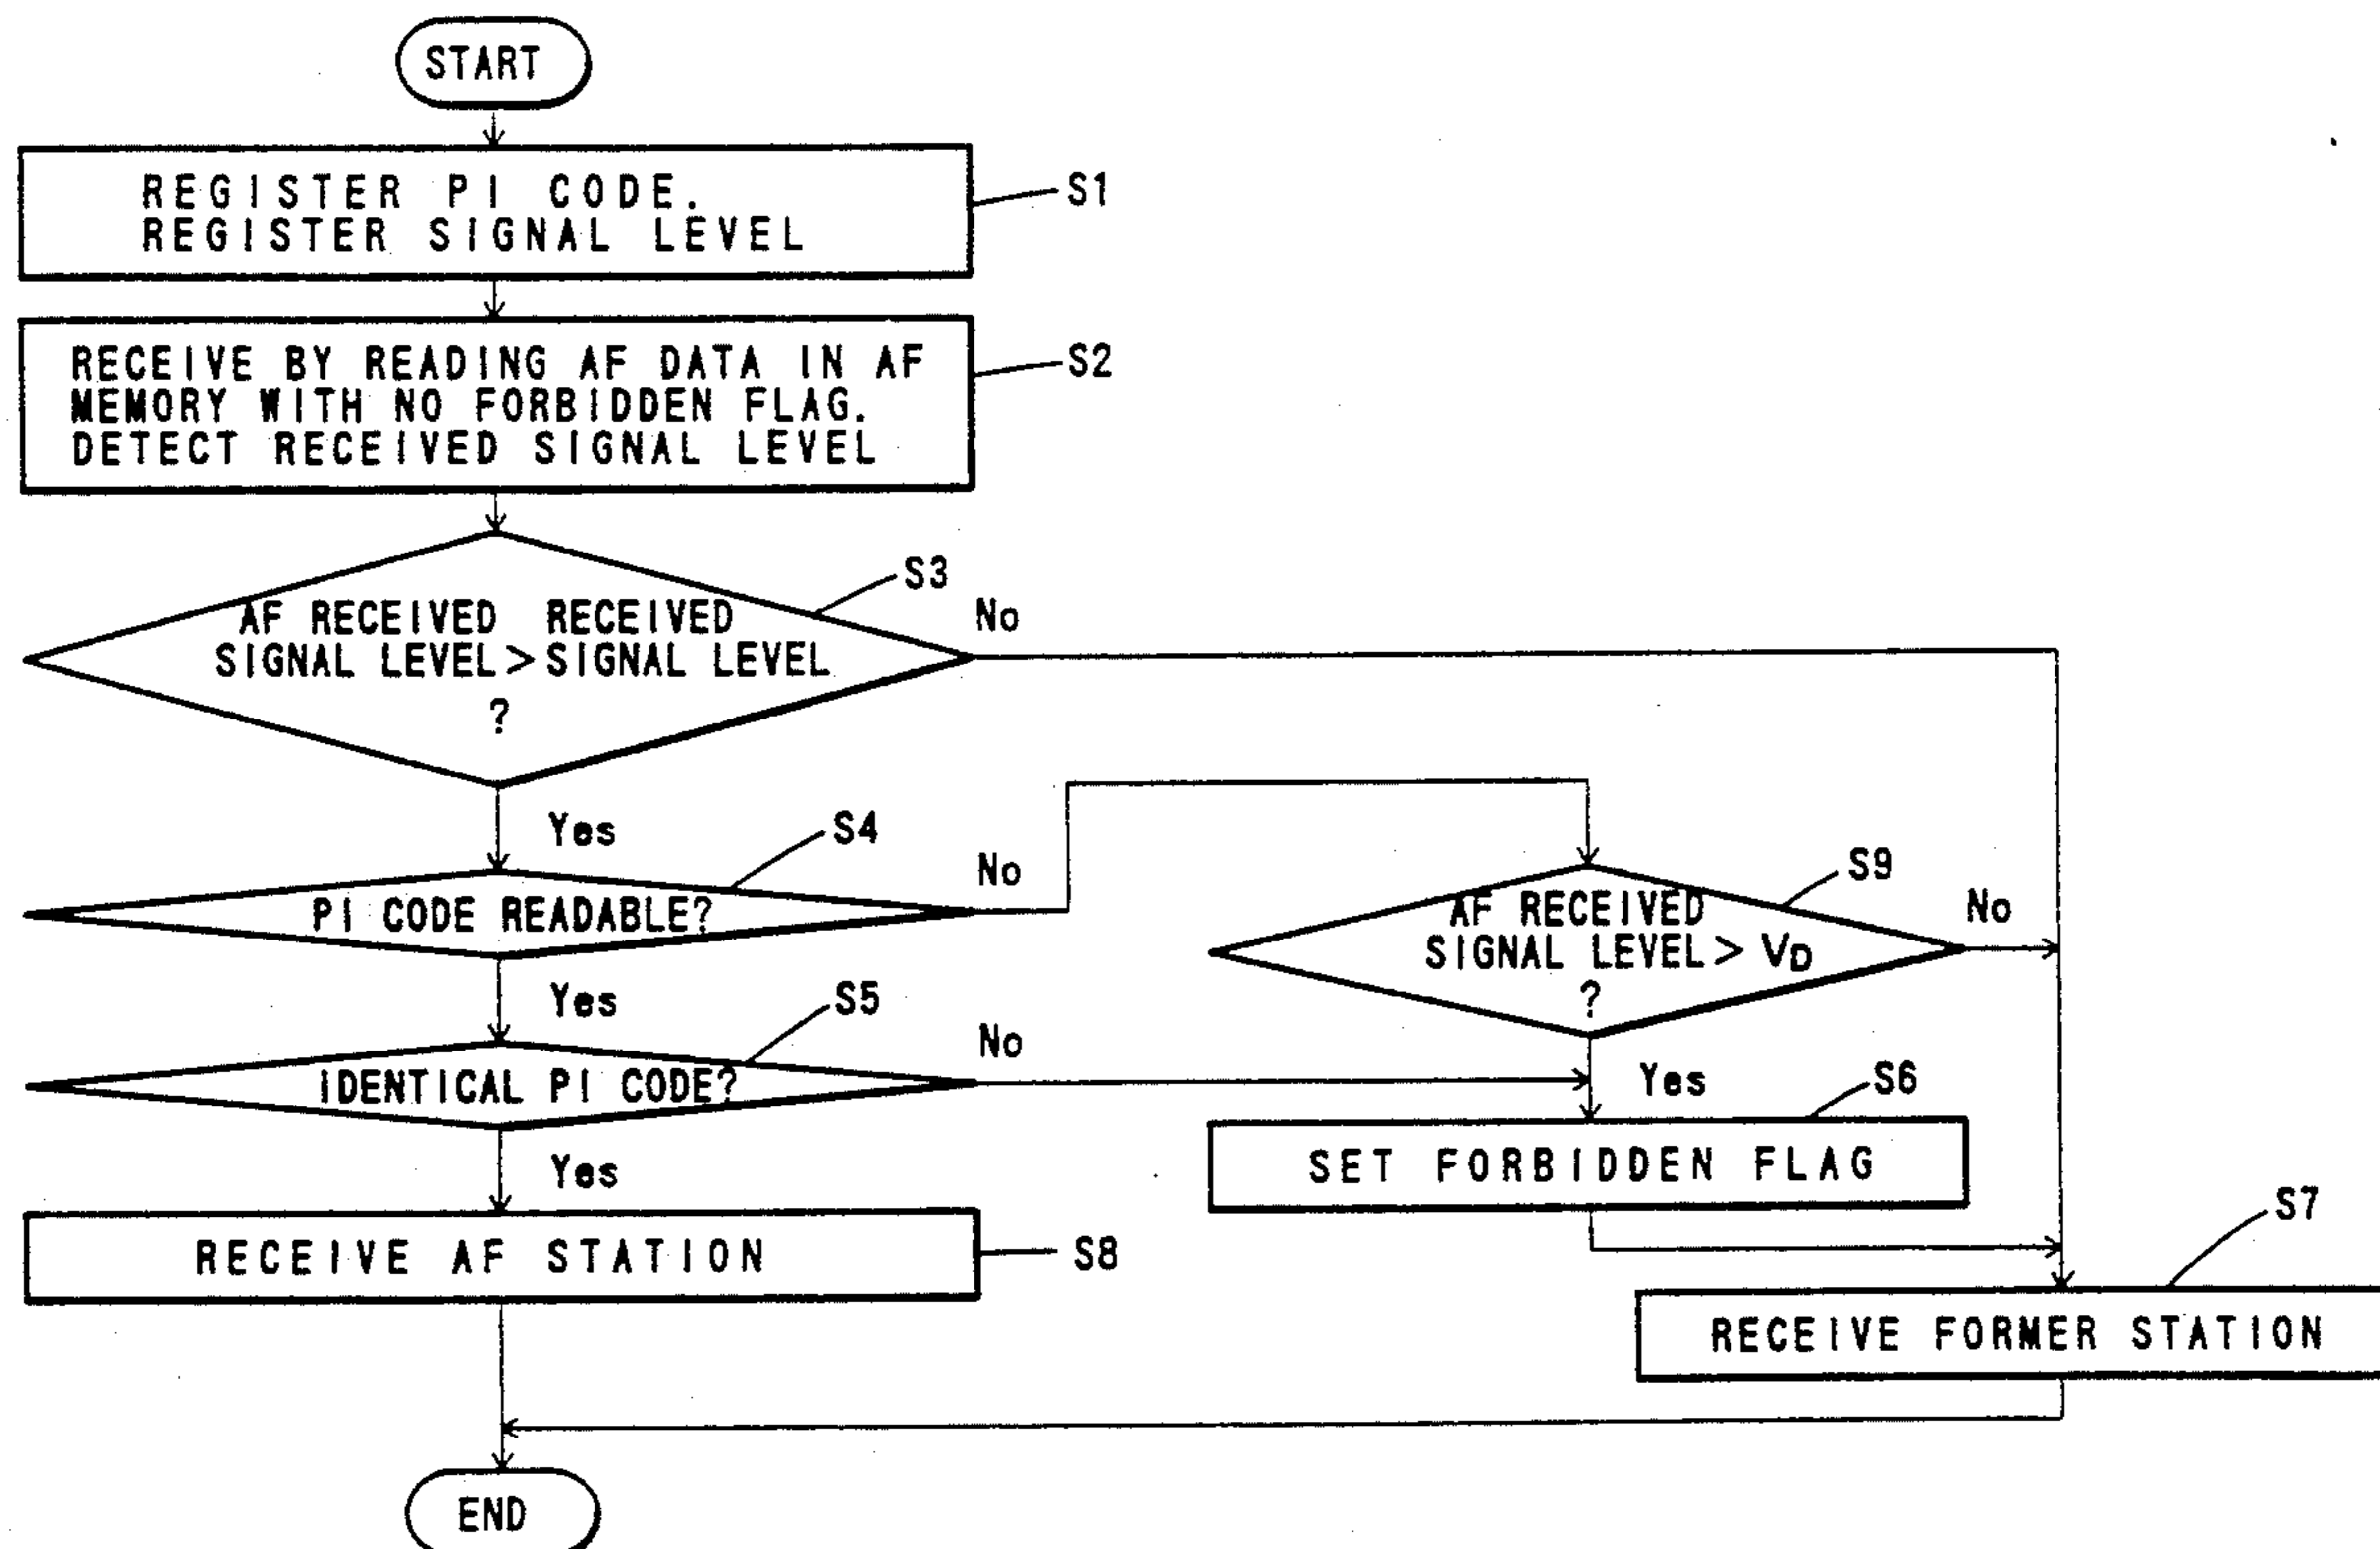 START
REGISTER PI CODE.
REGISTER SIGNAL LEVEL
S1
RECEIVE BY READING AF DATA IN AF
MEMORY WITH NO FORBIDDEN FLAG.
DETECT RECEIVED SIGNAL LEVEL
S2
S3
AF RECEIVED RECEIVED
SIGNAL LEVEL > SIGNAL LEVEL
?
No
Yes
S4
PI CODE READABLE?
No
S9
AF RECEIVED
SIGNAL LEVEL > VD
?
No
Yes
S5
IDENTICAL PI CODE?
No
Yes
S6
SET FORBIDDEN FLAG
Yes
RECEIVE AF STATION
S8
S7
RECEIVE FORMER STATION
END